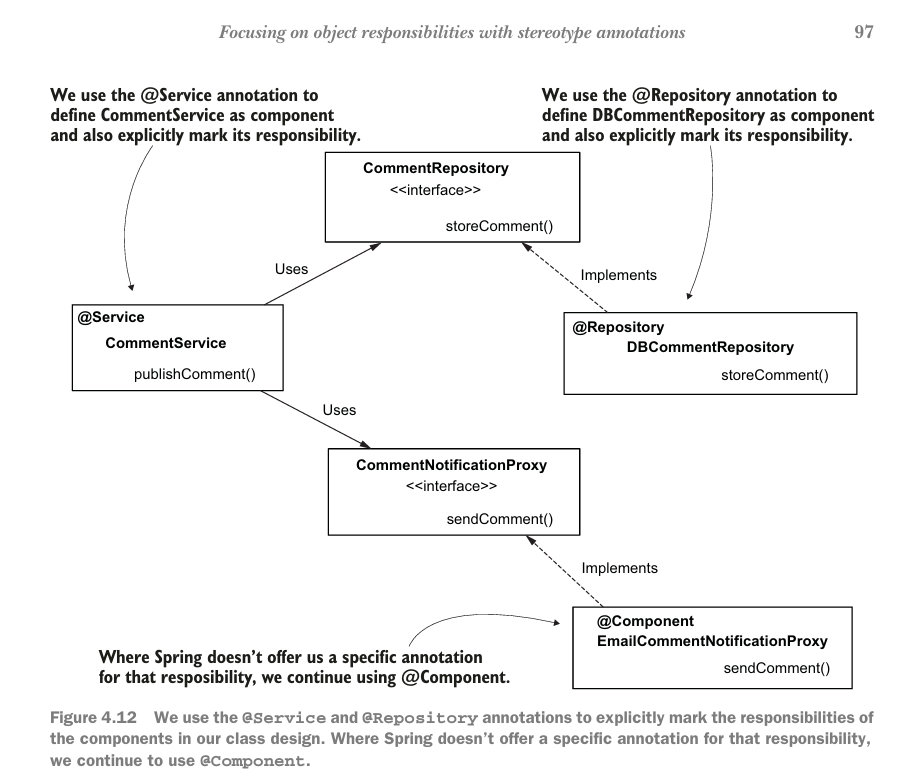 Focusing on object responsibilities with stereotype annotations 97
We use the @Service annotation to
define CommentService as component
and also explicitly mark its responsibility.
We use the @Repository annotation to
define DBCommentRepository as component
and also explicitly mark its responsibility.
CommentRepository
<<interface>>
storeComment()
Uses
Implements
@Service
CommentService
publishComment()
@Repository
DBCommentRepository
storeComment()
Uses
CommentNotificationProxy
<<interface>>
sendComment()
Implements
@Component
EmailCommentNotificationProxy
sendComment()
Where Spring doesn't offer us a specific annotation
for that resposibility, we continue using @Component.
Figure 4.12 We use the @Service and @Repository annotations to explicitly mark the responsibilities of
the components in our class design. Where Spring doesn't offer a specific annotation for that responsibility,
we continue to use @Component.